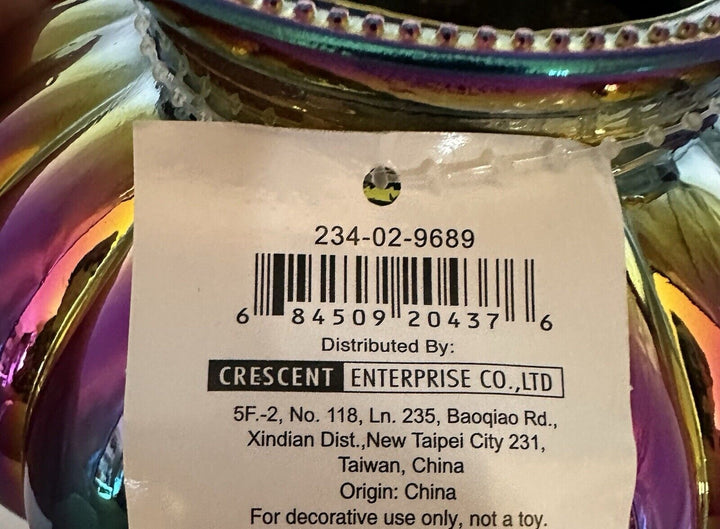 234-02-9689
6 84509 20437 6
Distributed By:
CRESCENT ENTERPRISE CO.,LTD
5F.-2, No. 118, Ln. 235, Baoqiao Rd.,
Xindian Dist.,New Taipei City 231,
Taiwan, China
Origin: China
For decorative use only, not a toy.